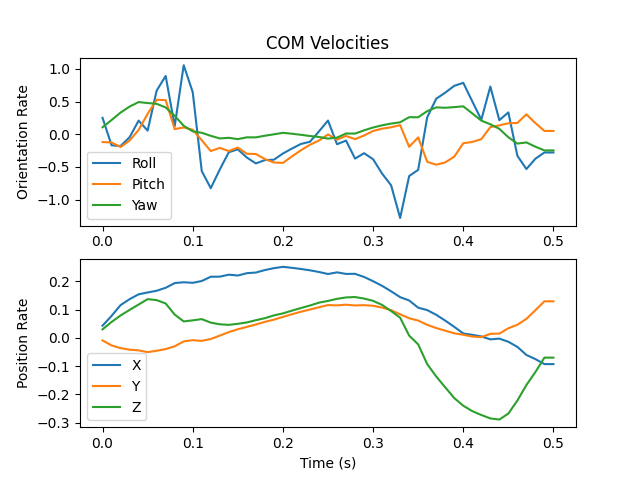 COM Velocities
Orientation Rate
1.0
0.5
0.0
−0.5
−1.0
Roll
Pitch
Yaw
0.0 0.1 0.2 0.3 0.4 0.5
Position Rate
0.2
0.1
0.0
−0.1
−0.2
−0.3
X
Y
Z
0.0 0.1 0.2 0.3 0.4 0.5
Time (s)